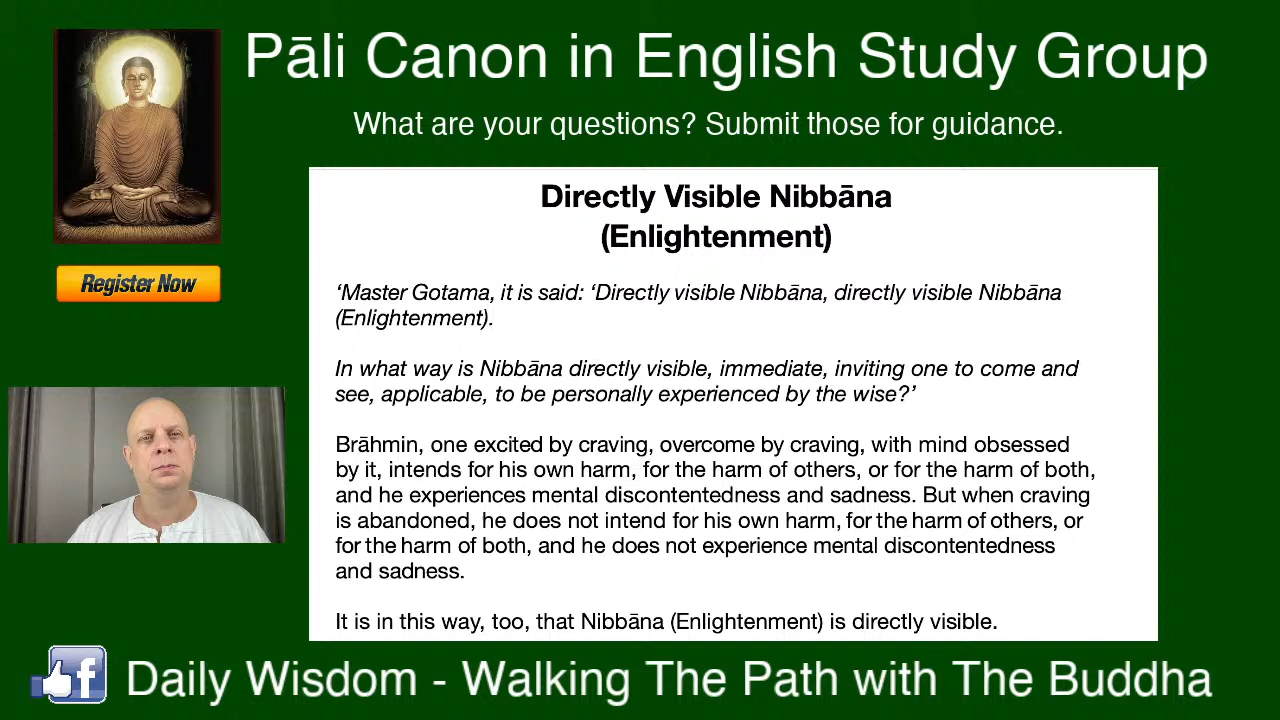 Pāli Canon in English Study Group
What are your questions? Submit those for guidance.
Register Now
Directly Visible Nibbāna
(Enlightenment)
‘Master Gotama, it is said: ‘Directly visible Nibbāna, directly visible Nibbāna
(Enlightenment).
In what way is Nibbāna directly visible, immediate, inviting one to come and
see, applicable, to be personally experienced by the wise?’
Brāhmin, one excited by craving, overcome by craving, with mind obsessed
by it, intends for his own harm, for the harm of others, or for the harm of both,
and he experiences mental discontentedness and sadness. But when craving
is abandoned, he does not intend for his own harm, for the harm of others, or
for the harm of both, and he does not experience mental discontentedness
and sadness.
It is in this way, too, that Nibbāna (Enlightenment) is directly visible.
f
Daily Wisdom - Walking The Path with The Buddha